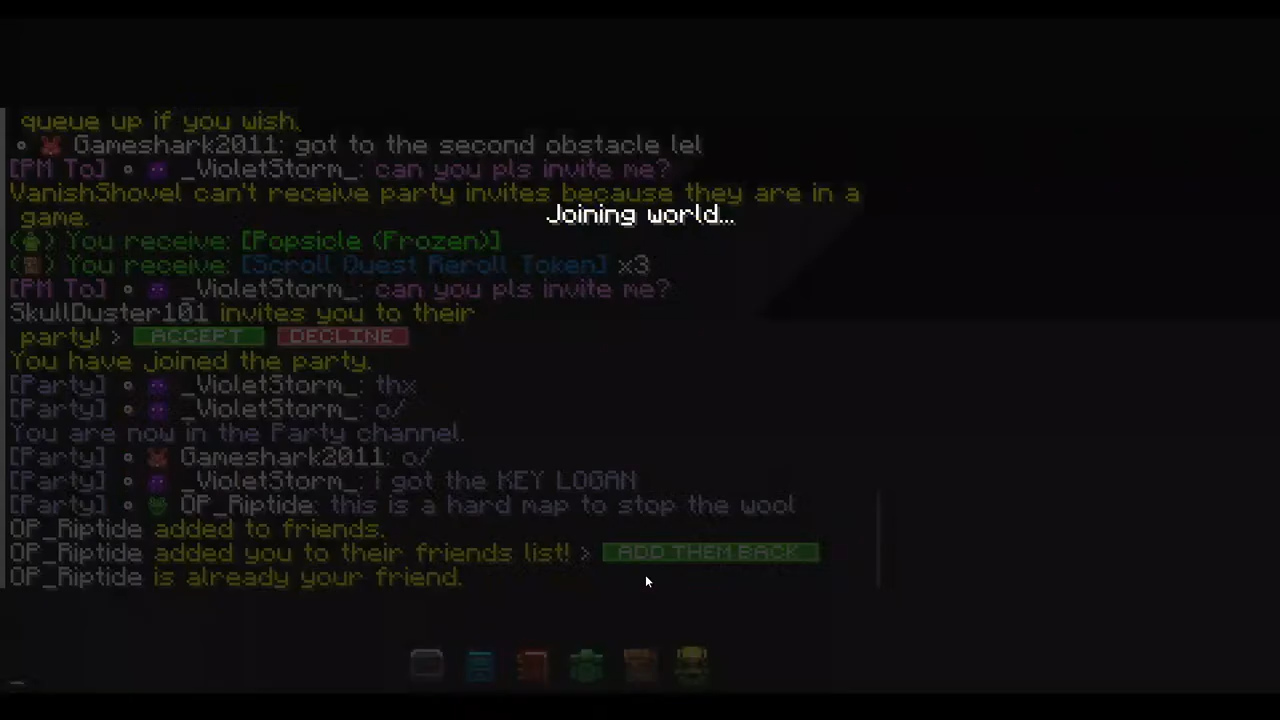 queue up if you wish.
Gameshark2011: got to the second obstacle lel
[PM To] _VioletStorm_: can you pls invite me?
VanishShovel can't receive party invites because they are in a
game.
Joining world...
You receive: [Popsicle (Frozen)]
You receive: [Scroll Quest Reroll Token] x3
[PM To] _VioletStorm_: can you pls invite me?
SkullDuster101 invites you to their
party! > ACCEPT DECLINE
You have joined the party.
[Party] _VioletStorm_: thx
[Party] _VioletStorm_: o/
You are now in the Party channel.
[Party] Gameshark2011: o/
[Party] _VioletStorm_: i got the KEY LOGAN
[Party] OP_Riptide: this is a hard map to stop the wool
OP_Riptide added to friends.
OP_Riptide added you to their friends list! > ADD THEM BACK
OP_Riptide is already your friend.